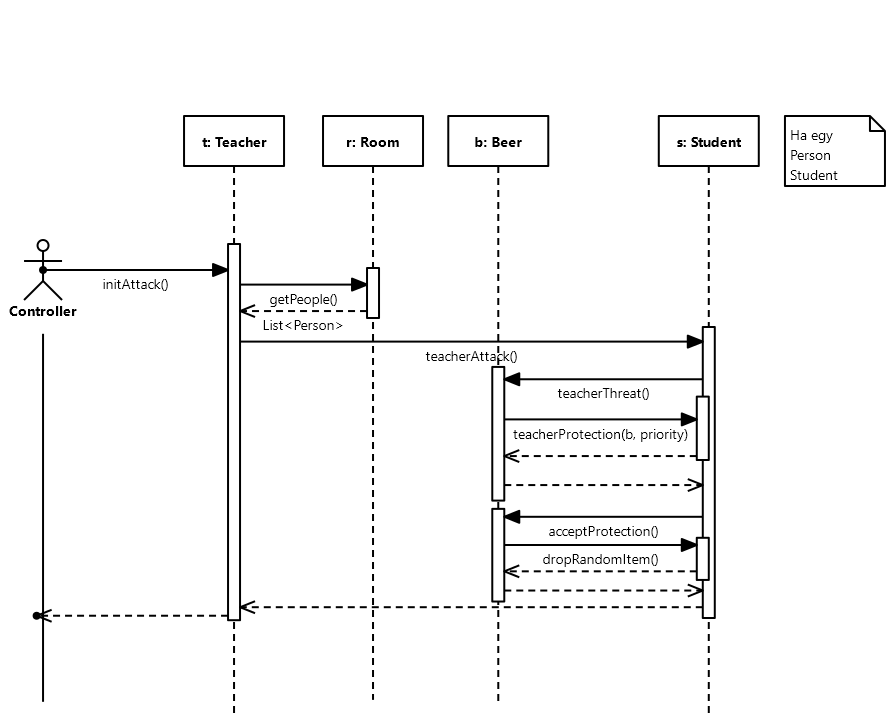 t: Teacher
r: Room
b: Beer
s: Student
Ha egy
Person
Student
initAttack()
getPeople()
Controller
List<Person>
teacherAttack()
teacherThreat()
teacherProtection(b, priority)
acceptProtection()
dropRandomItem()